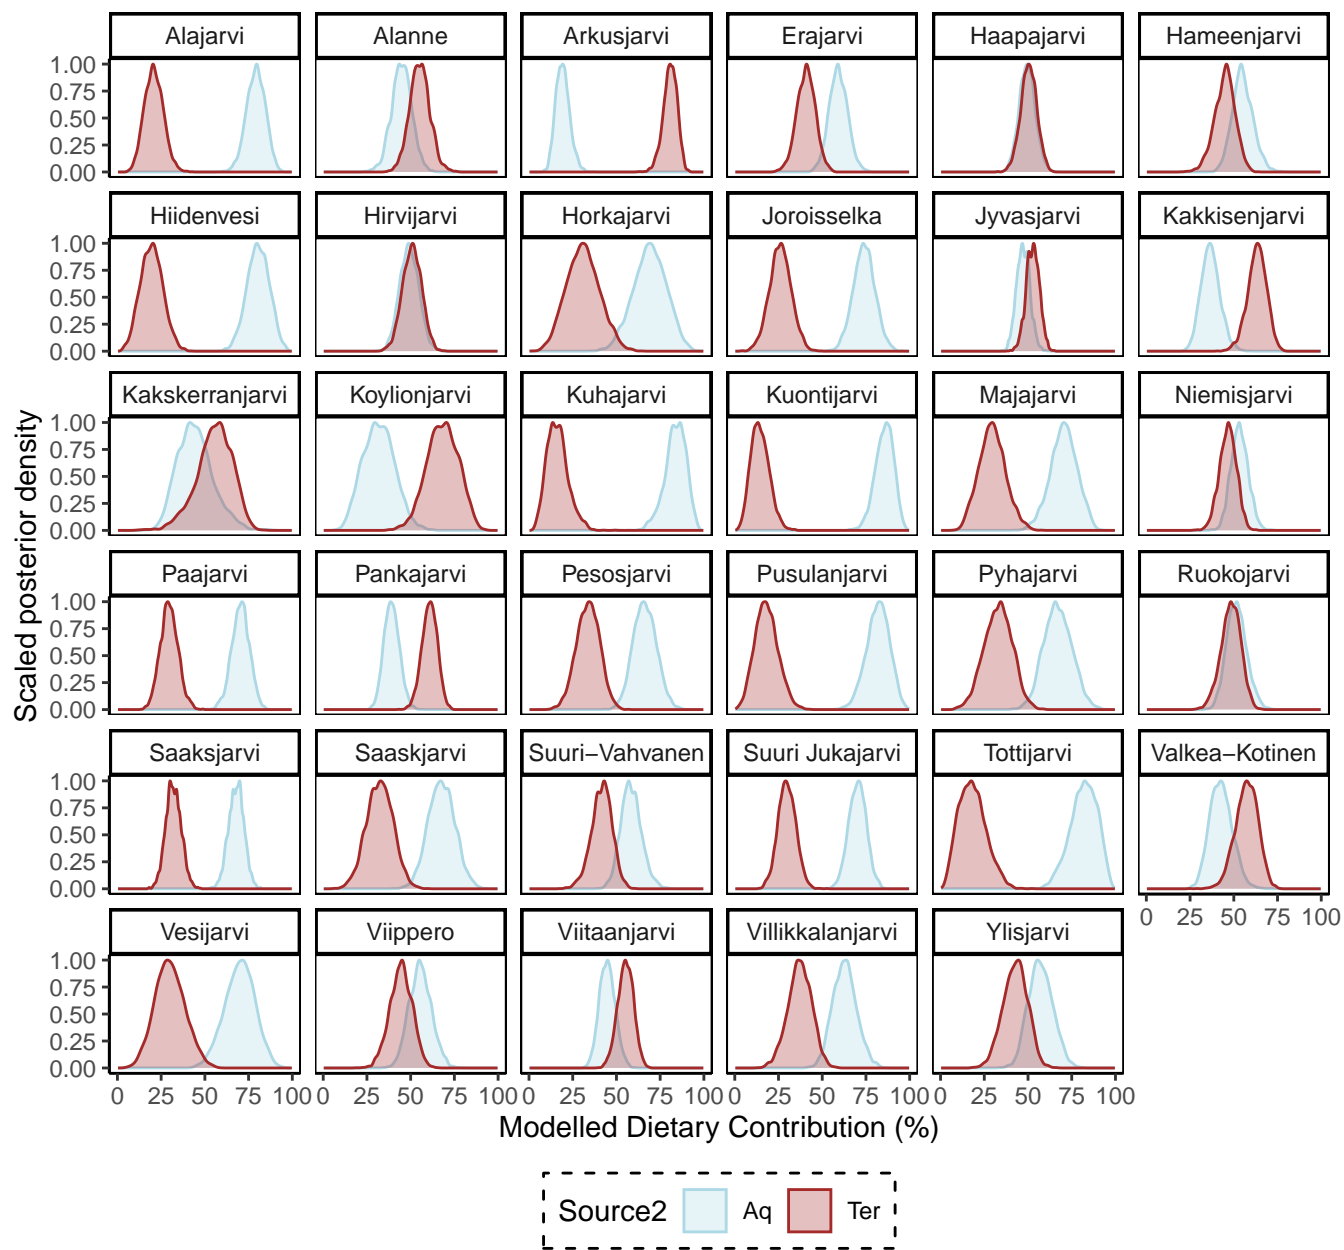 Alajarvi Alanne Arkusjarvi Erajarvi Haapajarvi Hameenjarvi
1.00
0.75
0.50
0.25
0.00
Hiidenvesi Hirvijarvi Horkajarvi Joroisselka Jyvasjarvi Kakkisenjarvi
1.00
0.75
0.50
0.25
0.00
Kakskerranjarvi Koylionjarvi Kuhajarvi Kuontijarvi Majajarvi Niemisjarvi
1.00
0.75
0.50
0.25
0.00
Scaled posterior density
Paajarvi Pankajarvi Pesosjarvi Pusulanjarvi Pyhajarvi Ruokojarvi
1.00
0.75
0.50
0.25
0.00
Saaksjarvi Saaskjarvi Suuri−Vahvanen Suuri Jukajarvi Tottijarvi Valkea−Kotinen
1.00
0.75
0.50
0.25
0.00
0 25 50 75 100
Vesijarvi Viippero Viitaanjarvi Villikkalanjarvi Ylisjarvi
1.00
0.75
0.50
0.25
0.00
0 25 50 75 100 0 25 50 75 100 0 25 50 75 100 0 25 50 75 100 0 25 50 75 100
Modelled Dietary Contribution (%)
Source2 Aq Ter